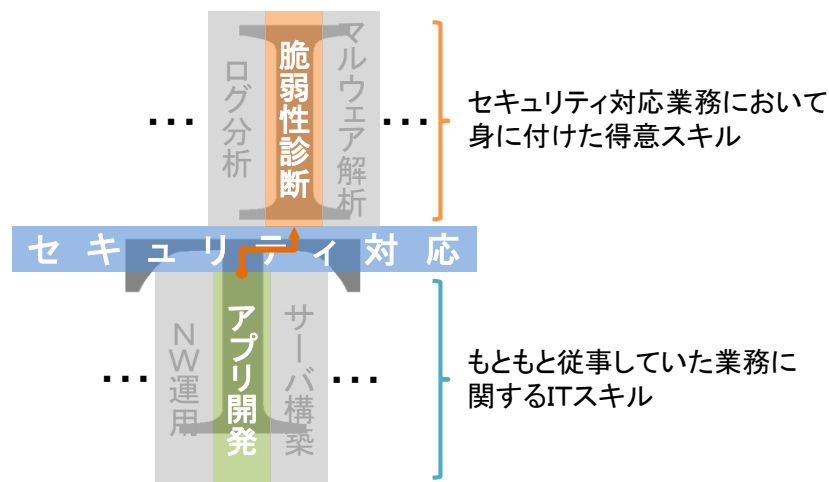 ログ分析
脆弱性診断
マルウェア解析
...
...
セキュリティ対応業務において
身に付けた得意スキル
セキュリティ対応
NW運用
アプリ開発
サーバ構築
...
...
もともと従事していた業務に
関するITスキル